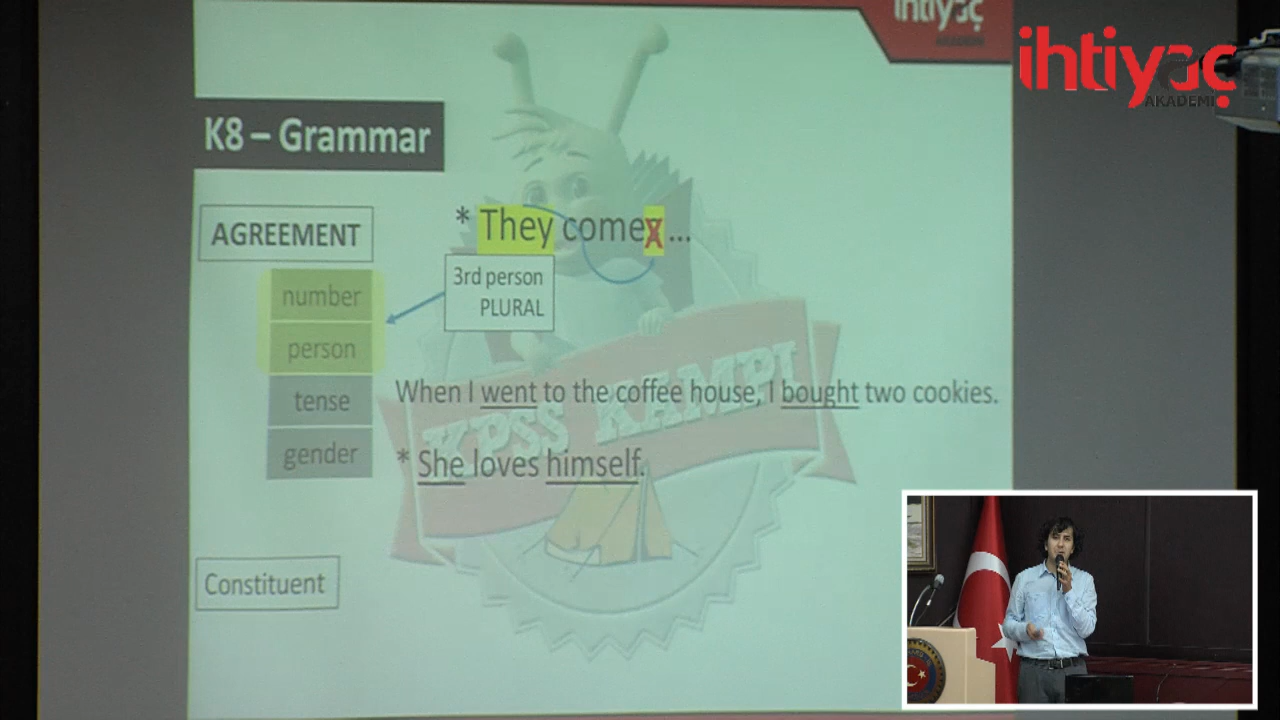 ihtiyaç
AKADEMİ
ihtiyaç
AKADEMİ
K8 – Grammar
AGREEMENT
* They comes ...
number
3rd person
PLURAL
person
When I went to the coffee house, I bought two cookies.
tense
gender
* She loves himself.
KPSS KAMPI
Constituent